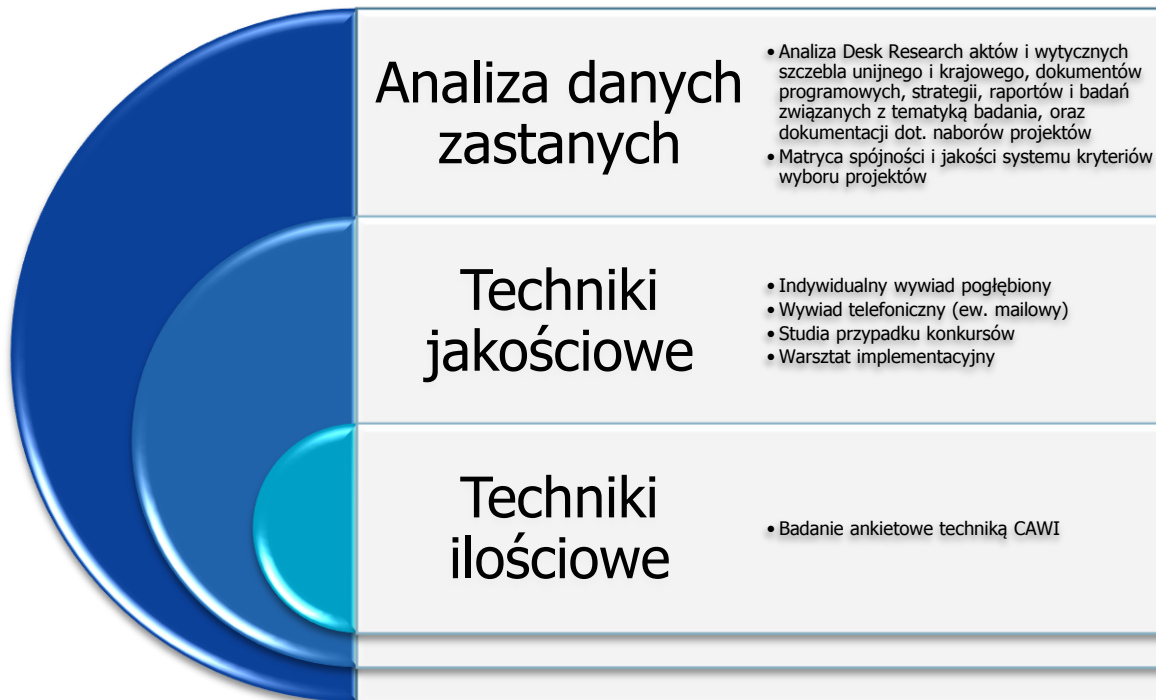 Analiza danych
zastanych
• Analiza Desk Research aktów i wytycznych
szczebla unijnego i krajowego, dokumentów
programowych, strategii, raportów i badań
związanych z tematyką badania, oraz
dokumentacji dot. naborów projektów
• Matryca spójności i jakości systemu kryteriów
wyboru projektów
Techniki
jakościowe
• Indywidualny wywiad pogłębiony
• Wywiad telefoniczny (ew. mailowy)
• Studia przypadku konkursów
• Warsztat implementacyjny
Techniki
ilościowe
• Badanie ankietowe techniką CAWI